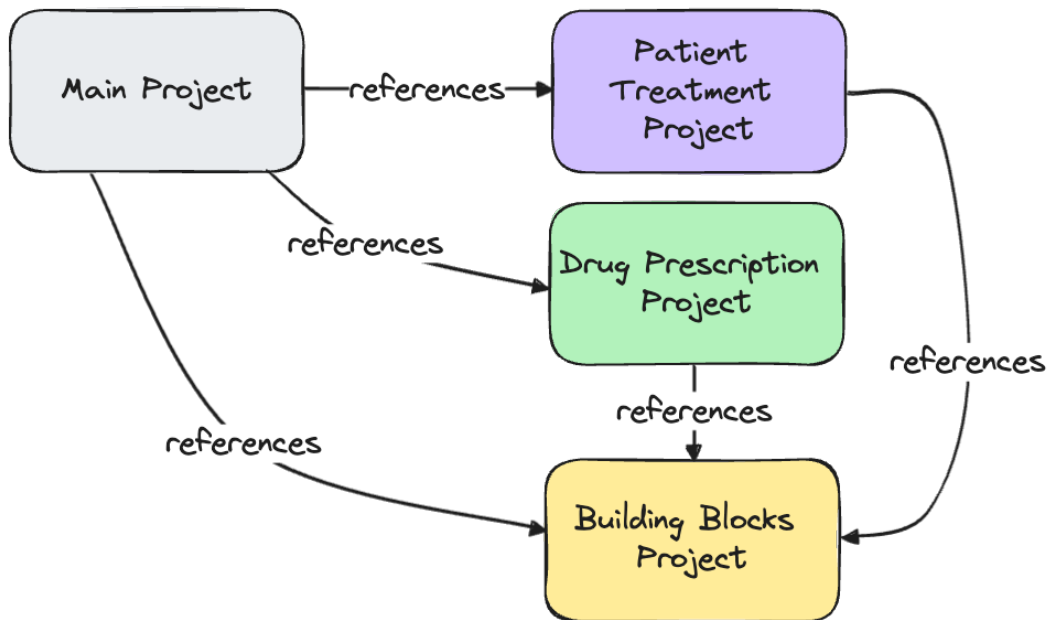 Main Project
references
Patient
Treatment
Project
references
Drug Prescription
Project
references
references
references
Building Blocks
Project